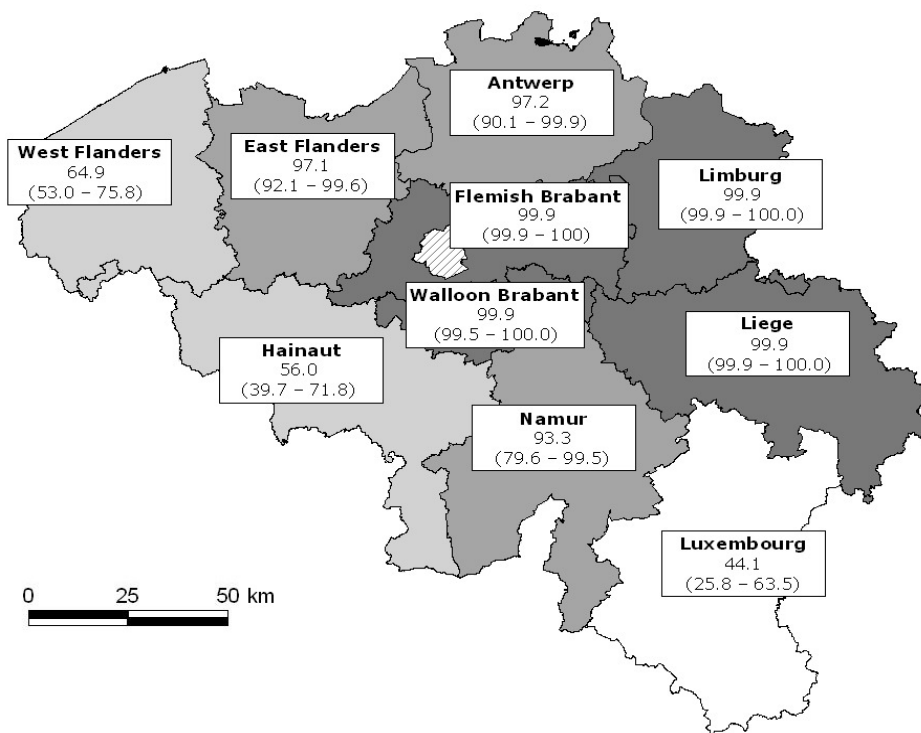 Antwerp
97.2
(90.1 – 99.9)
West Flanders
64.9
(53.0 – 75.8)
East Flanders
97.1
(92.1 – 99.6)
Limburg
99.9
(99.9 – 100.0)
Flemish Brabant
99.9
(99.9 – 100)
Walloon Brabant
99.9
(99.5 – 100.0)
Liege
99.9
(99.9 – 100.0)
Hainaut
56.0
(39.7 – 71.8)
Namur
93.3
(79.6 – 99.5)
Luxembourg
44.1
(25.8 – 63.5)
0 25 50 km